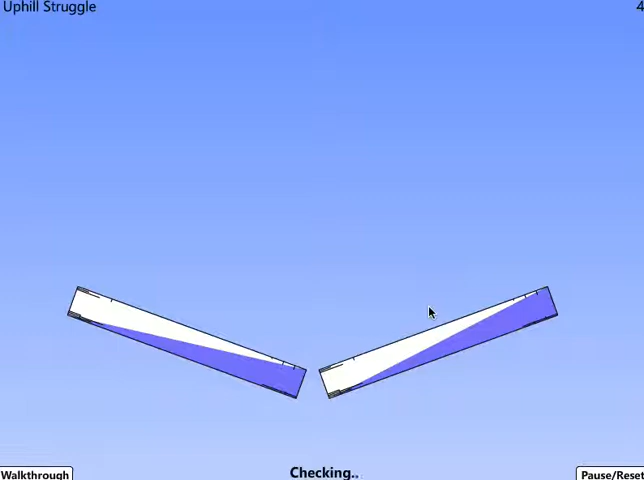 Uphill Struggle
4
Checking..
Walkthrough
Pause/Reset